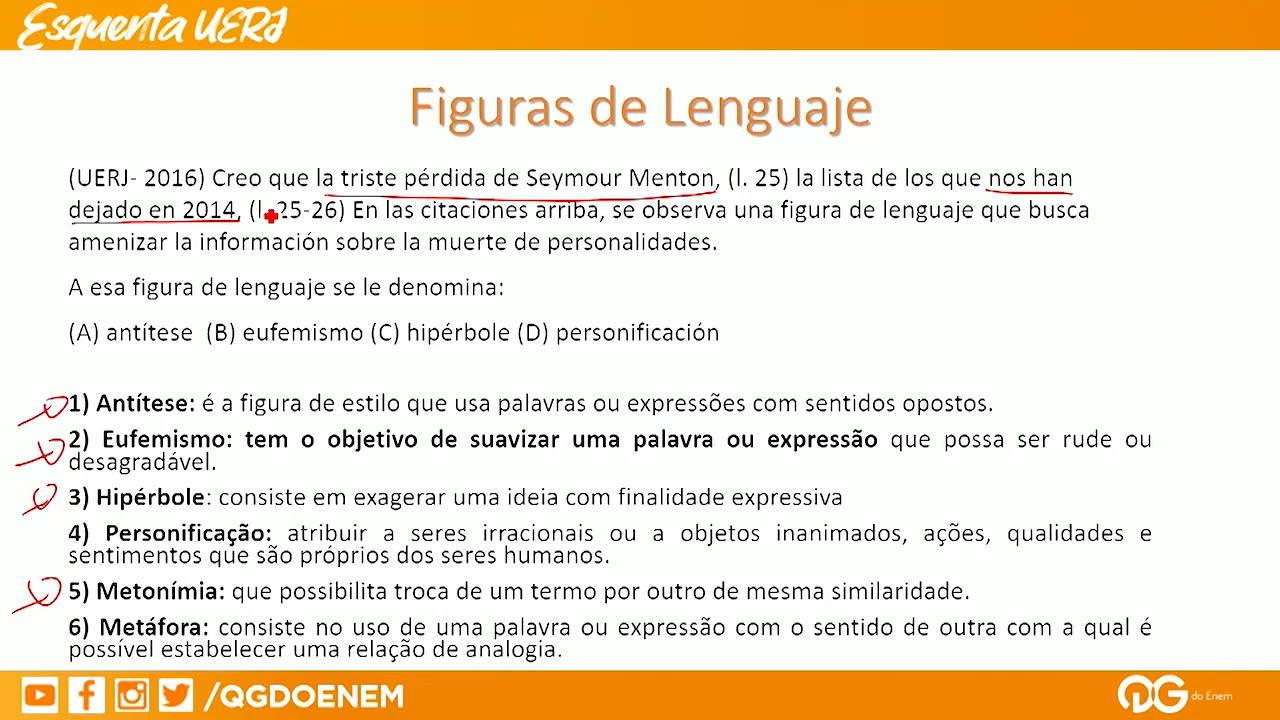 Esquenta UERJ
Figuras de Lenguaje
(UERJ- 2016) Creo que la triste pérdida de Seymour Menton, (l. 25) la lista de los que nos han
dejado en 2014, (l. 25-26) En las citaciones arriba, se observa una figura de lenguaje que busca
amenizar la información sobre la muerte de personalidades.
A esa figura de lenguaje se le denomina:
(A) antítese (B) eufemismo (C) hipérbole (D) personificación
1) Antítese: é a figura de estilo que usa palavras ou expressões com sentidos opostos.
2) Eufemismo: tem o objetivo de suavizar uma palavra ou expressão que possa ser rude ou
desagradável.
3) Hipérbole: consiste em exagerar uma ideia com finalidade expressiva
4) Personificação: atribuir a seres irracionais ou a objetos inanimados, ações, qualidades e
sentimentos que são próprios dos seres humanos.
5) Metonímia: que possibilita troca de um termo por outro de mesma similaridade.
6) Metáfora: consiste no uso de uma palavra ou expressão com o sentido de outra com a qual é
possível estabelecer uma relação de analogia.
/QGDOENEM
QG do Enem